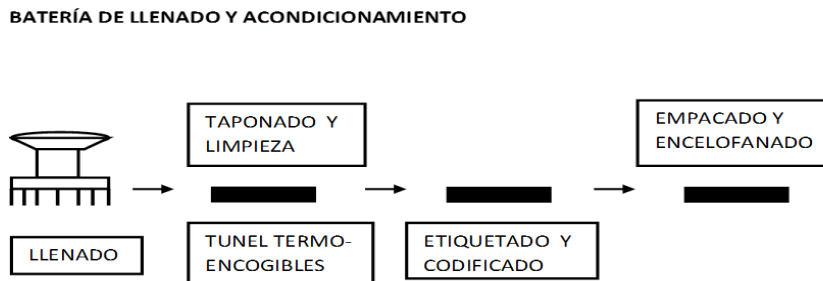 BATERÍA DE LLENADO Y ACONDICIONAMIENTO
TAPONADO Y
LIMPIEZA
EMPACADO Y
ENCELOFANADO
LLENADO
TUNEL TERMO-
ENCOGIBLES
ETIQUETADO Y
CODIFICADO